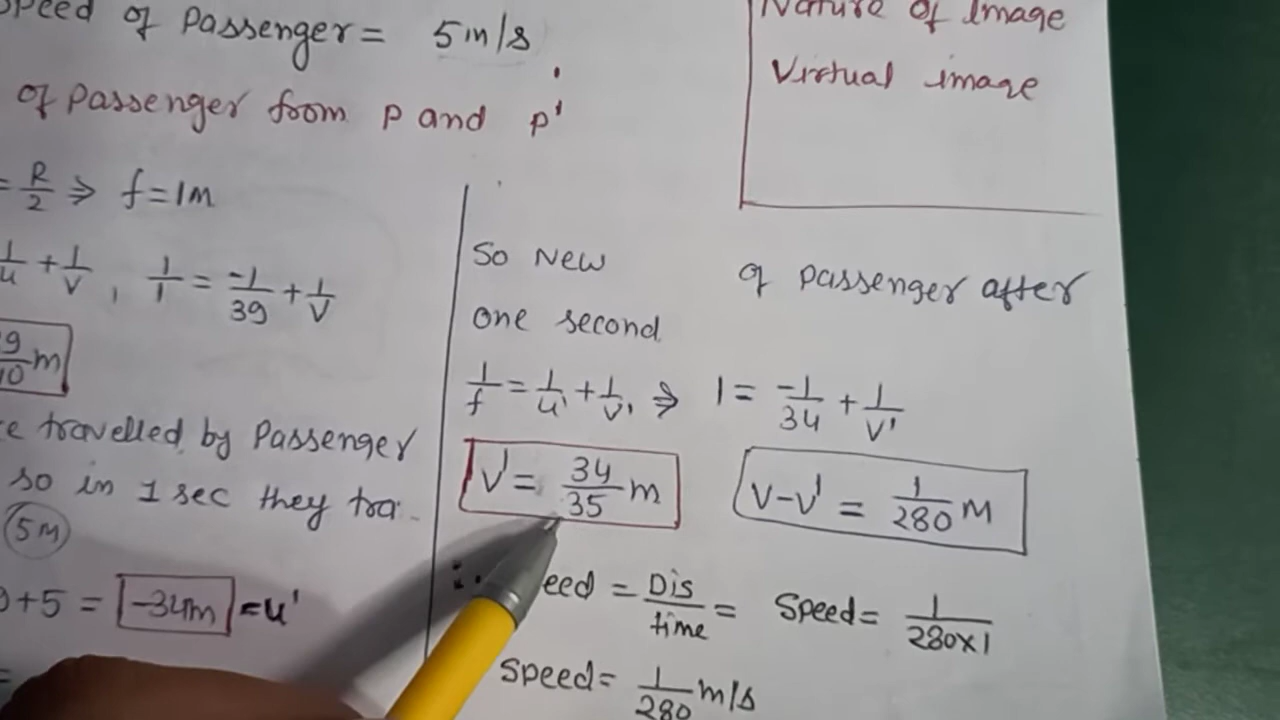 Speed of Passenger = 5m/s
of Passenger from P and P'
= R/2 ⇒ f = 1m
1/u + 1/v, 1/1 = -1/39 + 1/v
m
travelled by Passenger
so in 1 sec they
5M
+5 = -34m = u'
Nature of Image
Virtual image
So New of passenger after
one second
1/f = 1/u' + 1/v' ⇒ 1 = -1/34 + 1/v'
v' = 34/35 m
v-v' = 1/280 M
= Dis/time = Speed = 1/280×1
Speed = 1/280 m/s